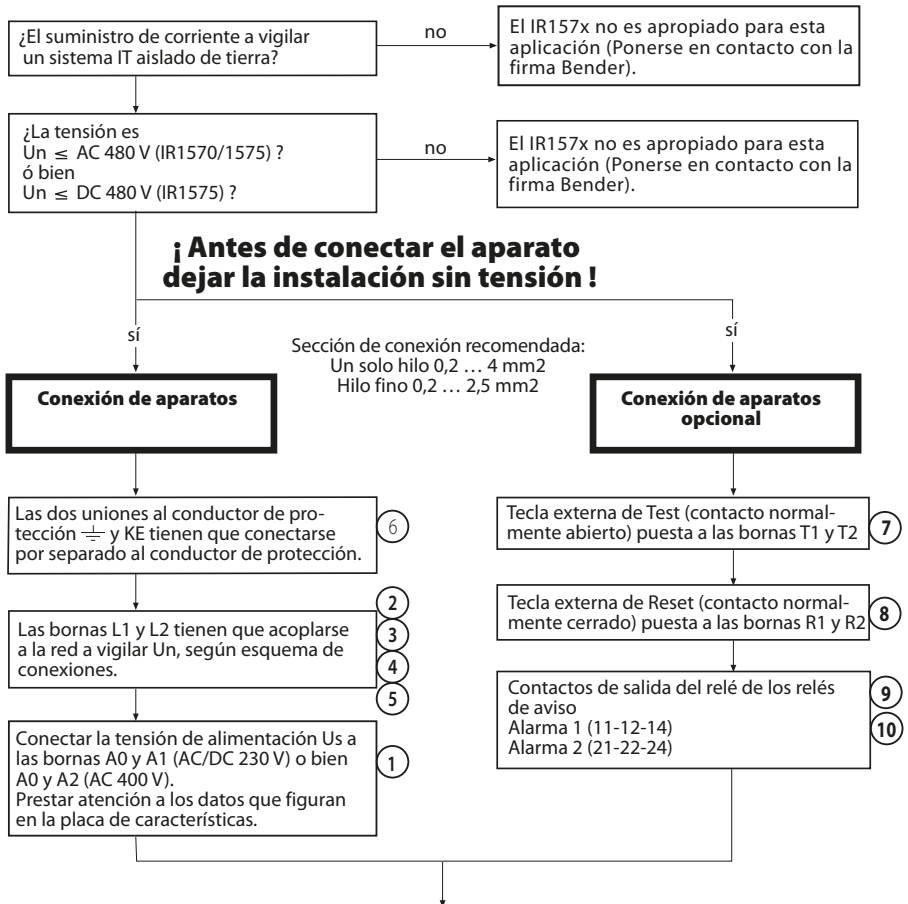 ¿El suministro de corriente a vigilar
un sistema IT aislado de tierra?
no
El IR157x no es apropiado para esta
aplicación (Ponerse en contacto con la
firma Bender).
¿La tensión es
Un ≤ AC 480 V (IR1570/1575) ?
ó bien
Un ≤ DC 480 V (IR1575) ?
no
El IR157x no es apropiado para esta
aplicación (Ponerse en contacto con la
firma Bender).
¡ Antes de conectar el aparato
dejar la instalación sin tensión !
sí
sí
Sección de conexión recomendada:
Un solo hilo 0,2 … 4 mm2
Hilo fino 0,2 … 2,5 mm2
Conexión de aparatos
Las dos uniones al conductor de pro-
tección ⏚ y KE tienen que conectarse
por separado al conductor de protección.
6
Las bornas L1 y L2 tienen que acoplarse
a la red a vigilar Un, según esquema de
conexiones.
2
3
4
5
Conectar la tensión de alimentación Us a
las bornas A0 y A1 (AC/DC 230 V) o bien
A0 y A2 (AC 400 V).
Prestar atención a los datos que figuran
en la placa de características.
1
Conexión de aparatos
opcional
Tecla externa de Test (contacto normal-
mente abierto) puesta a las bornas T1 y T2
7
Tecla externa de Reset (contacto normal-
mente cerrado) puesta a las bornas R1 y R2
8
Contactos de salida del relé de los relés
de aviso
Alarma 1 (11-12-14)
Alarma 2 (21-22-24)
9
10